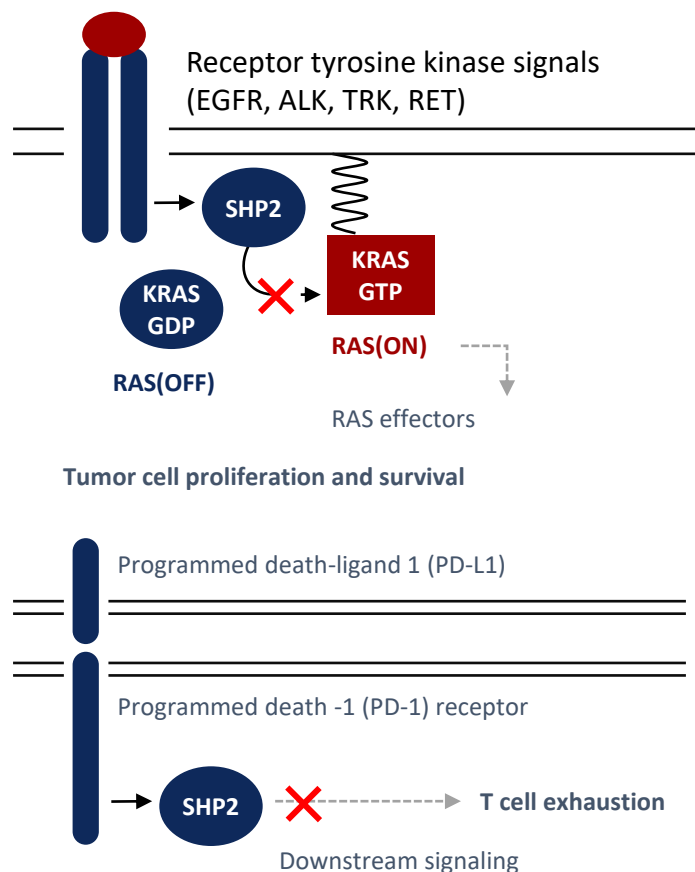 Receptor tyrosine kinase signals
(EGFR, ALK, TRK, RET)
SHP2
KRAS
GTP
KRAS
GDP
RAS(ON)
RAS(OFF)
RAS effectors
Tumor cell proliferation and survival
Programmed death-ligand 1 (PD-L1)
Programmed death -1 (PD-1) receptor
SHP2
T cell exhaustion
Downstream signaling